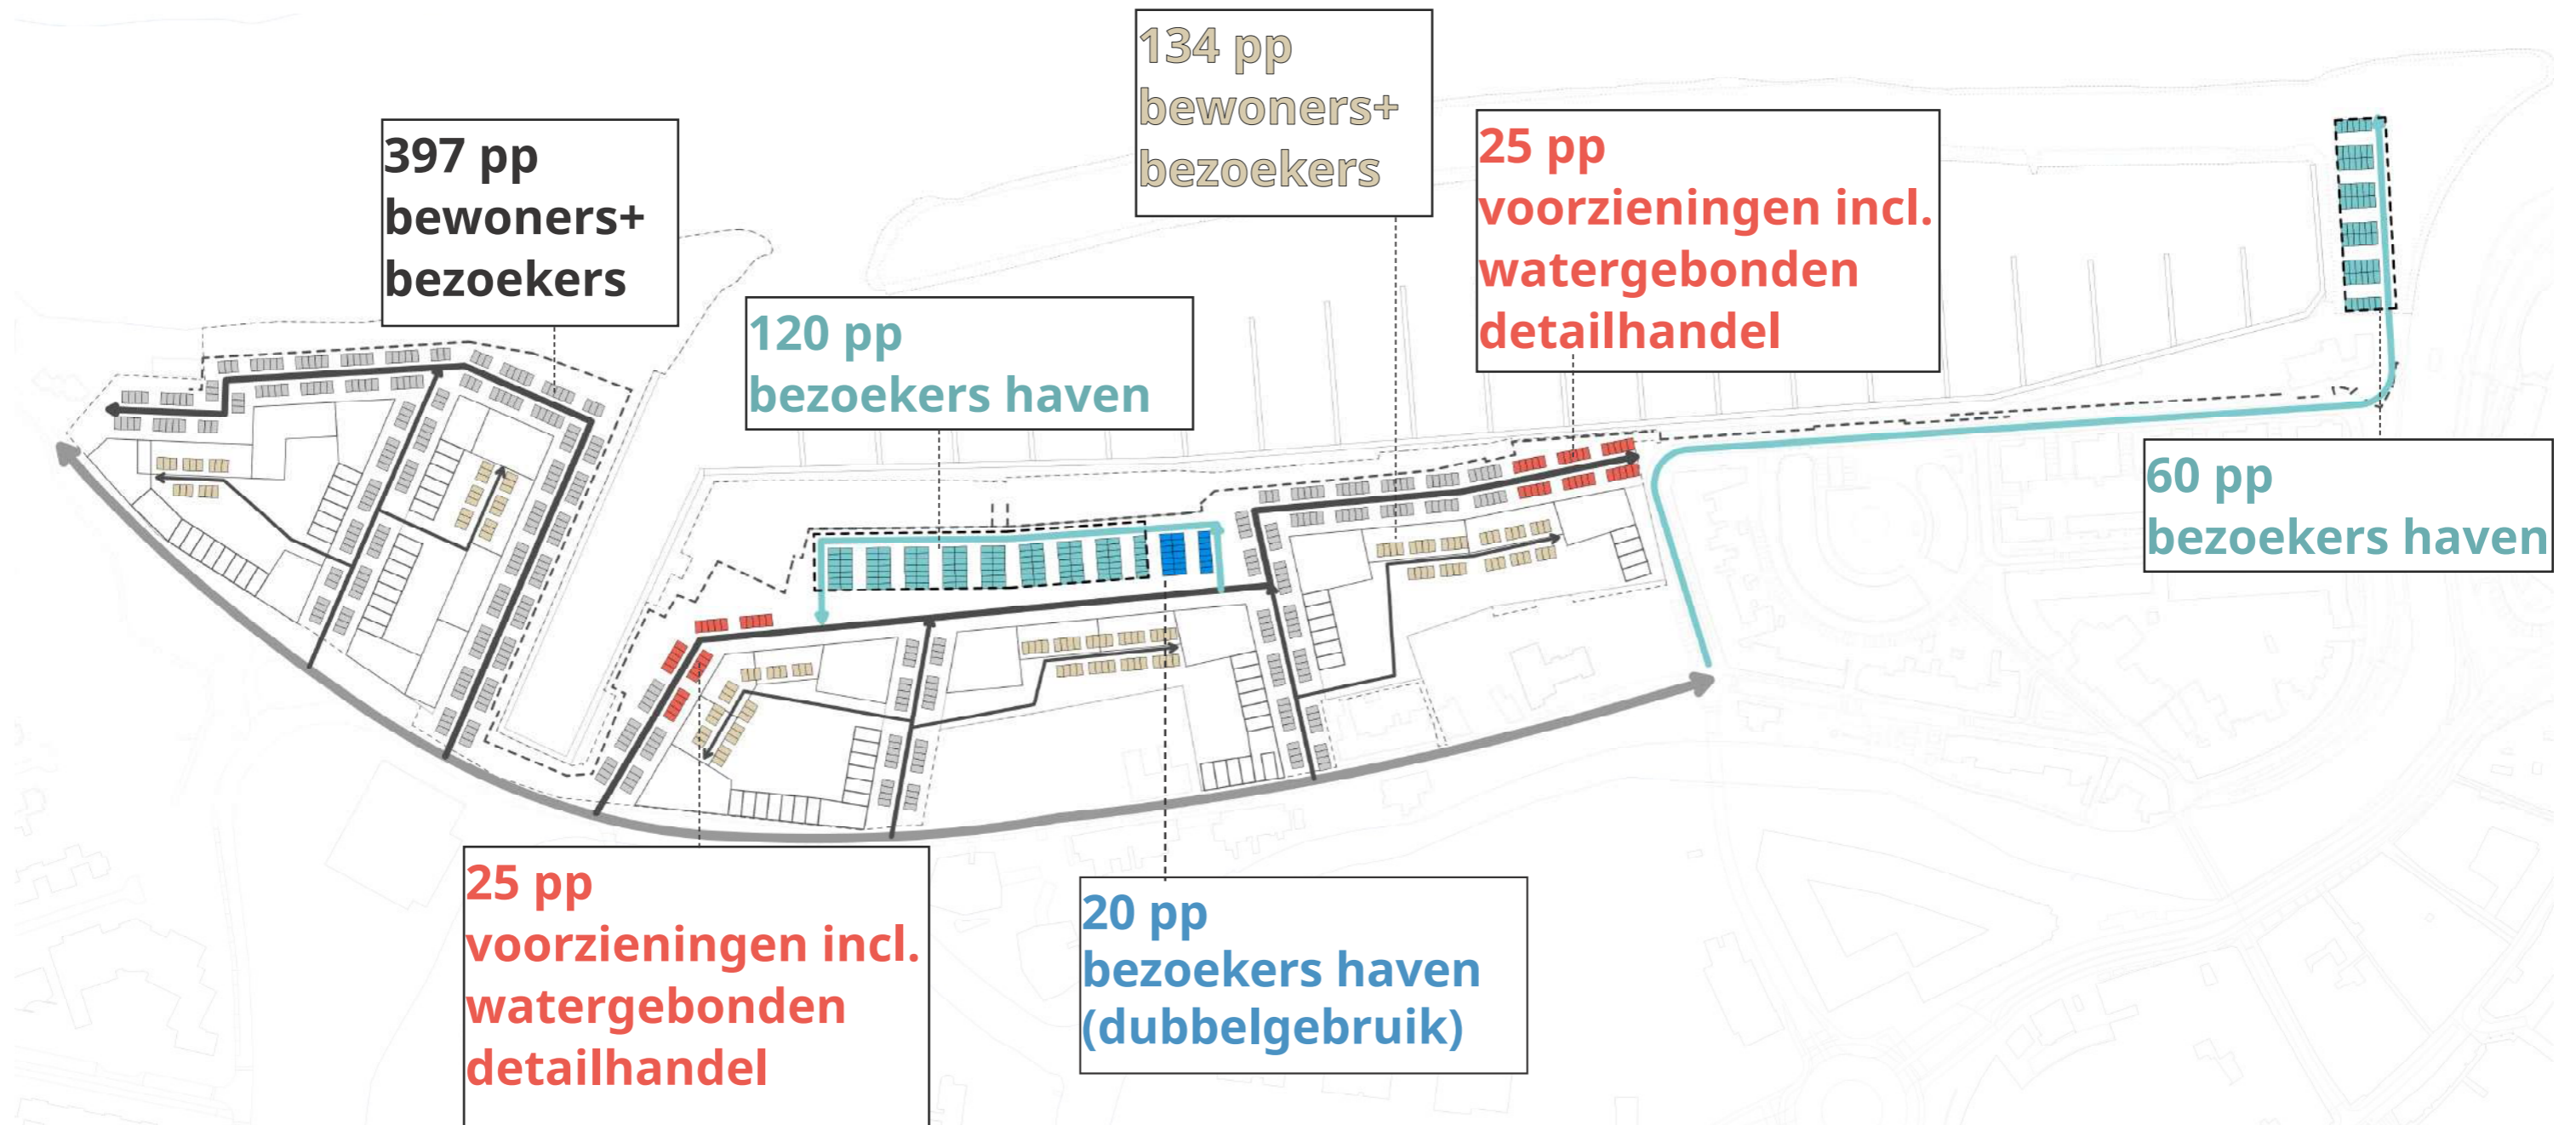 134 pp
bewoners+
bezoekers
397 pp
bewoners+
bezoekers
25 pp
voorzieningen incl.
watergebonden
detailhandel
120 pp
bezoekers haven
60 pp
bezoekers haven
25 pp
voorzieningen incl.
watergebonden
detailhandel
20 pp
bezoekers haven
(dubbelgebruik)